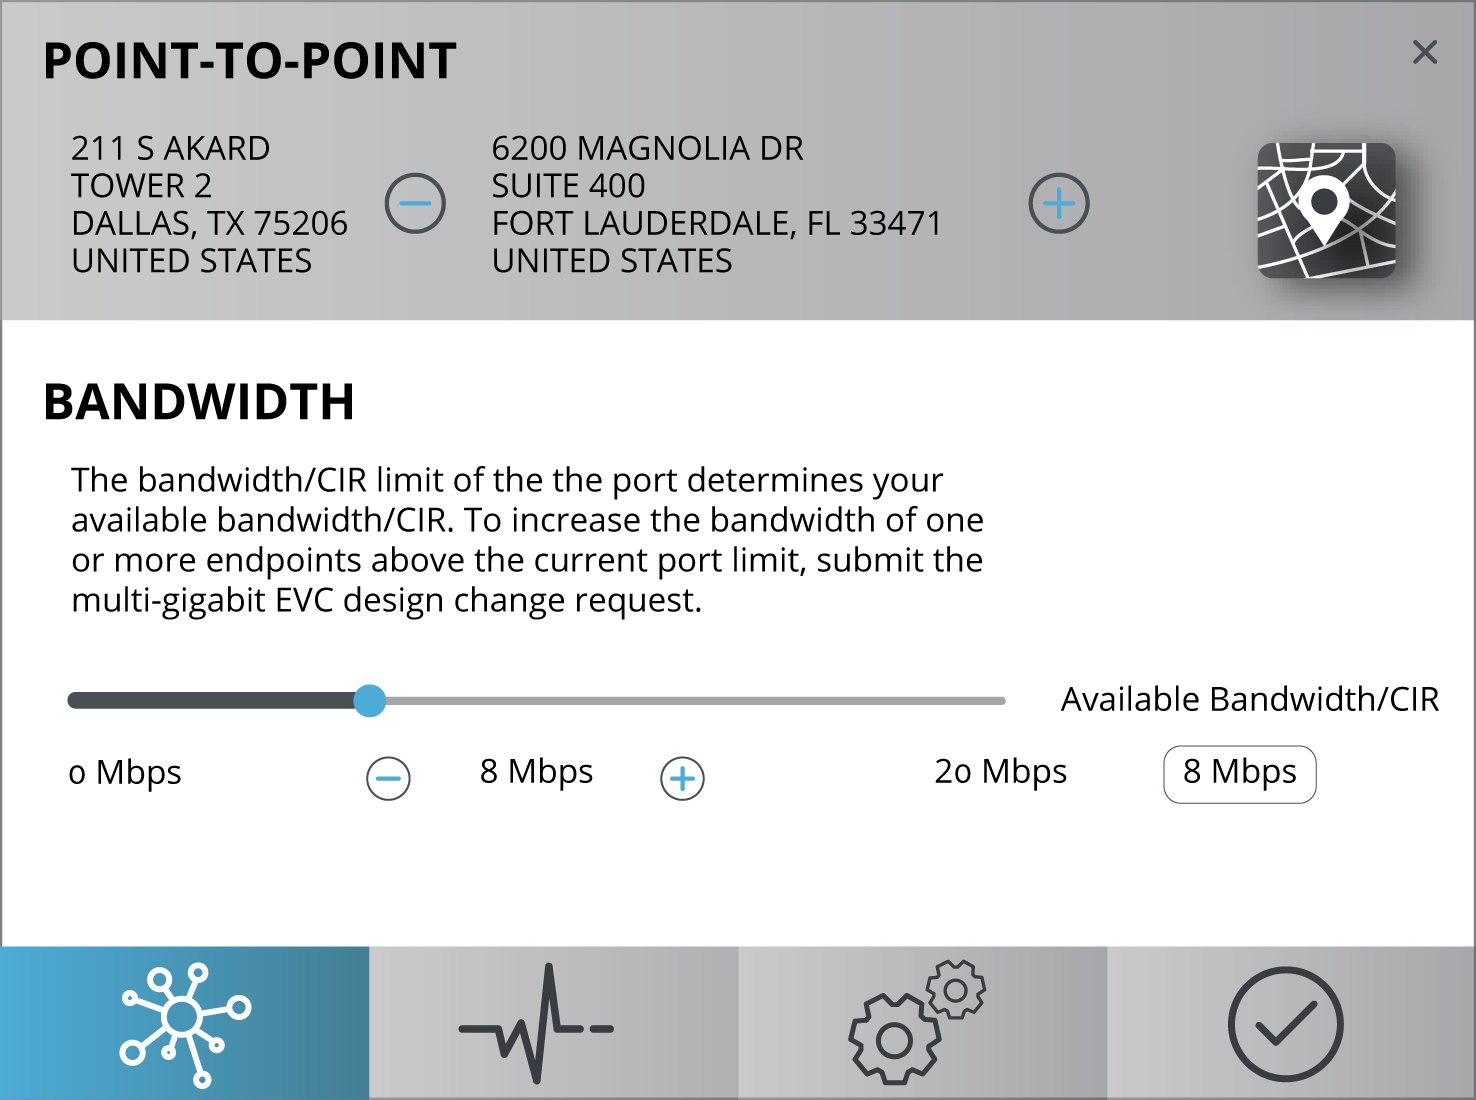 POINT-TO-POINT
211 S AKARD
TOWER 2
DALLAS, TX 75206
UNITED STATES
6200 MAGNOLIA DR
SUITE 400
FORT LAUDERDALE, FL 33471
UNITED STATES
BANDWIDTH
The bandwidth/CIR limit of the the port determines your
available bandwidth/CIR. To increase the bandwidth of one
or more endpoints above the current port limit, submit the
multi-gigabit EVC design change request.
Available Bandwidth/CIR
o Mbps
8 Mbps
2o Mbps
8 Mbps